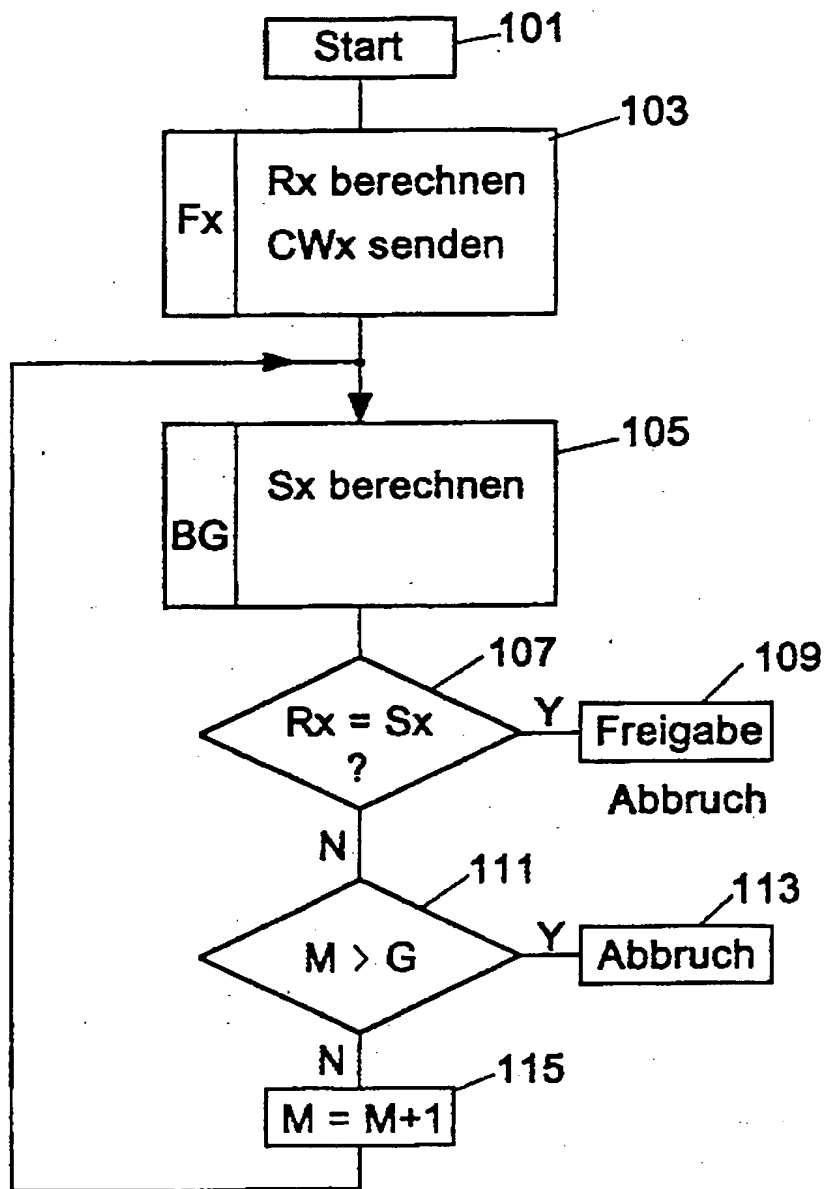 Start
101
103
Fx
Rx berechnen
CWx senden
105
BG
Sx berechnen
107
Rx = Sx
?
Y
109
Freigabe
Abbruch
N
111
M > G
Y
113
Abbruch
N
115
M = M+1